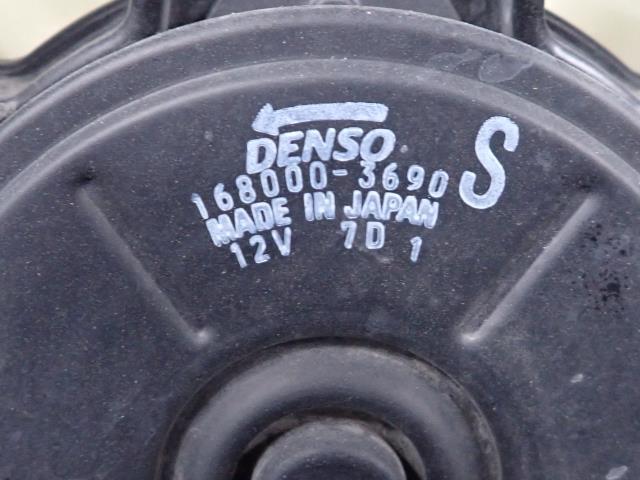 DENSO
168000-3690 S
MADE IN JAPAN
12V 7D 1